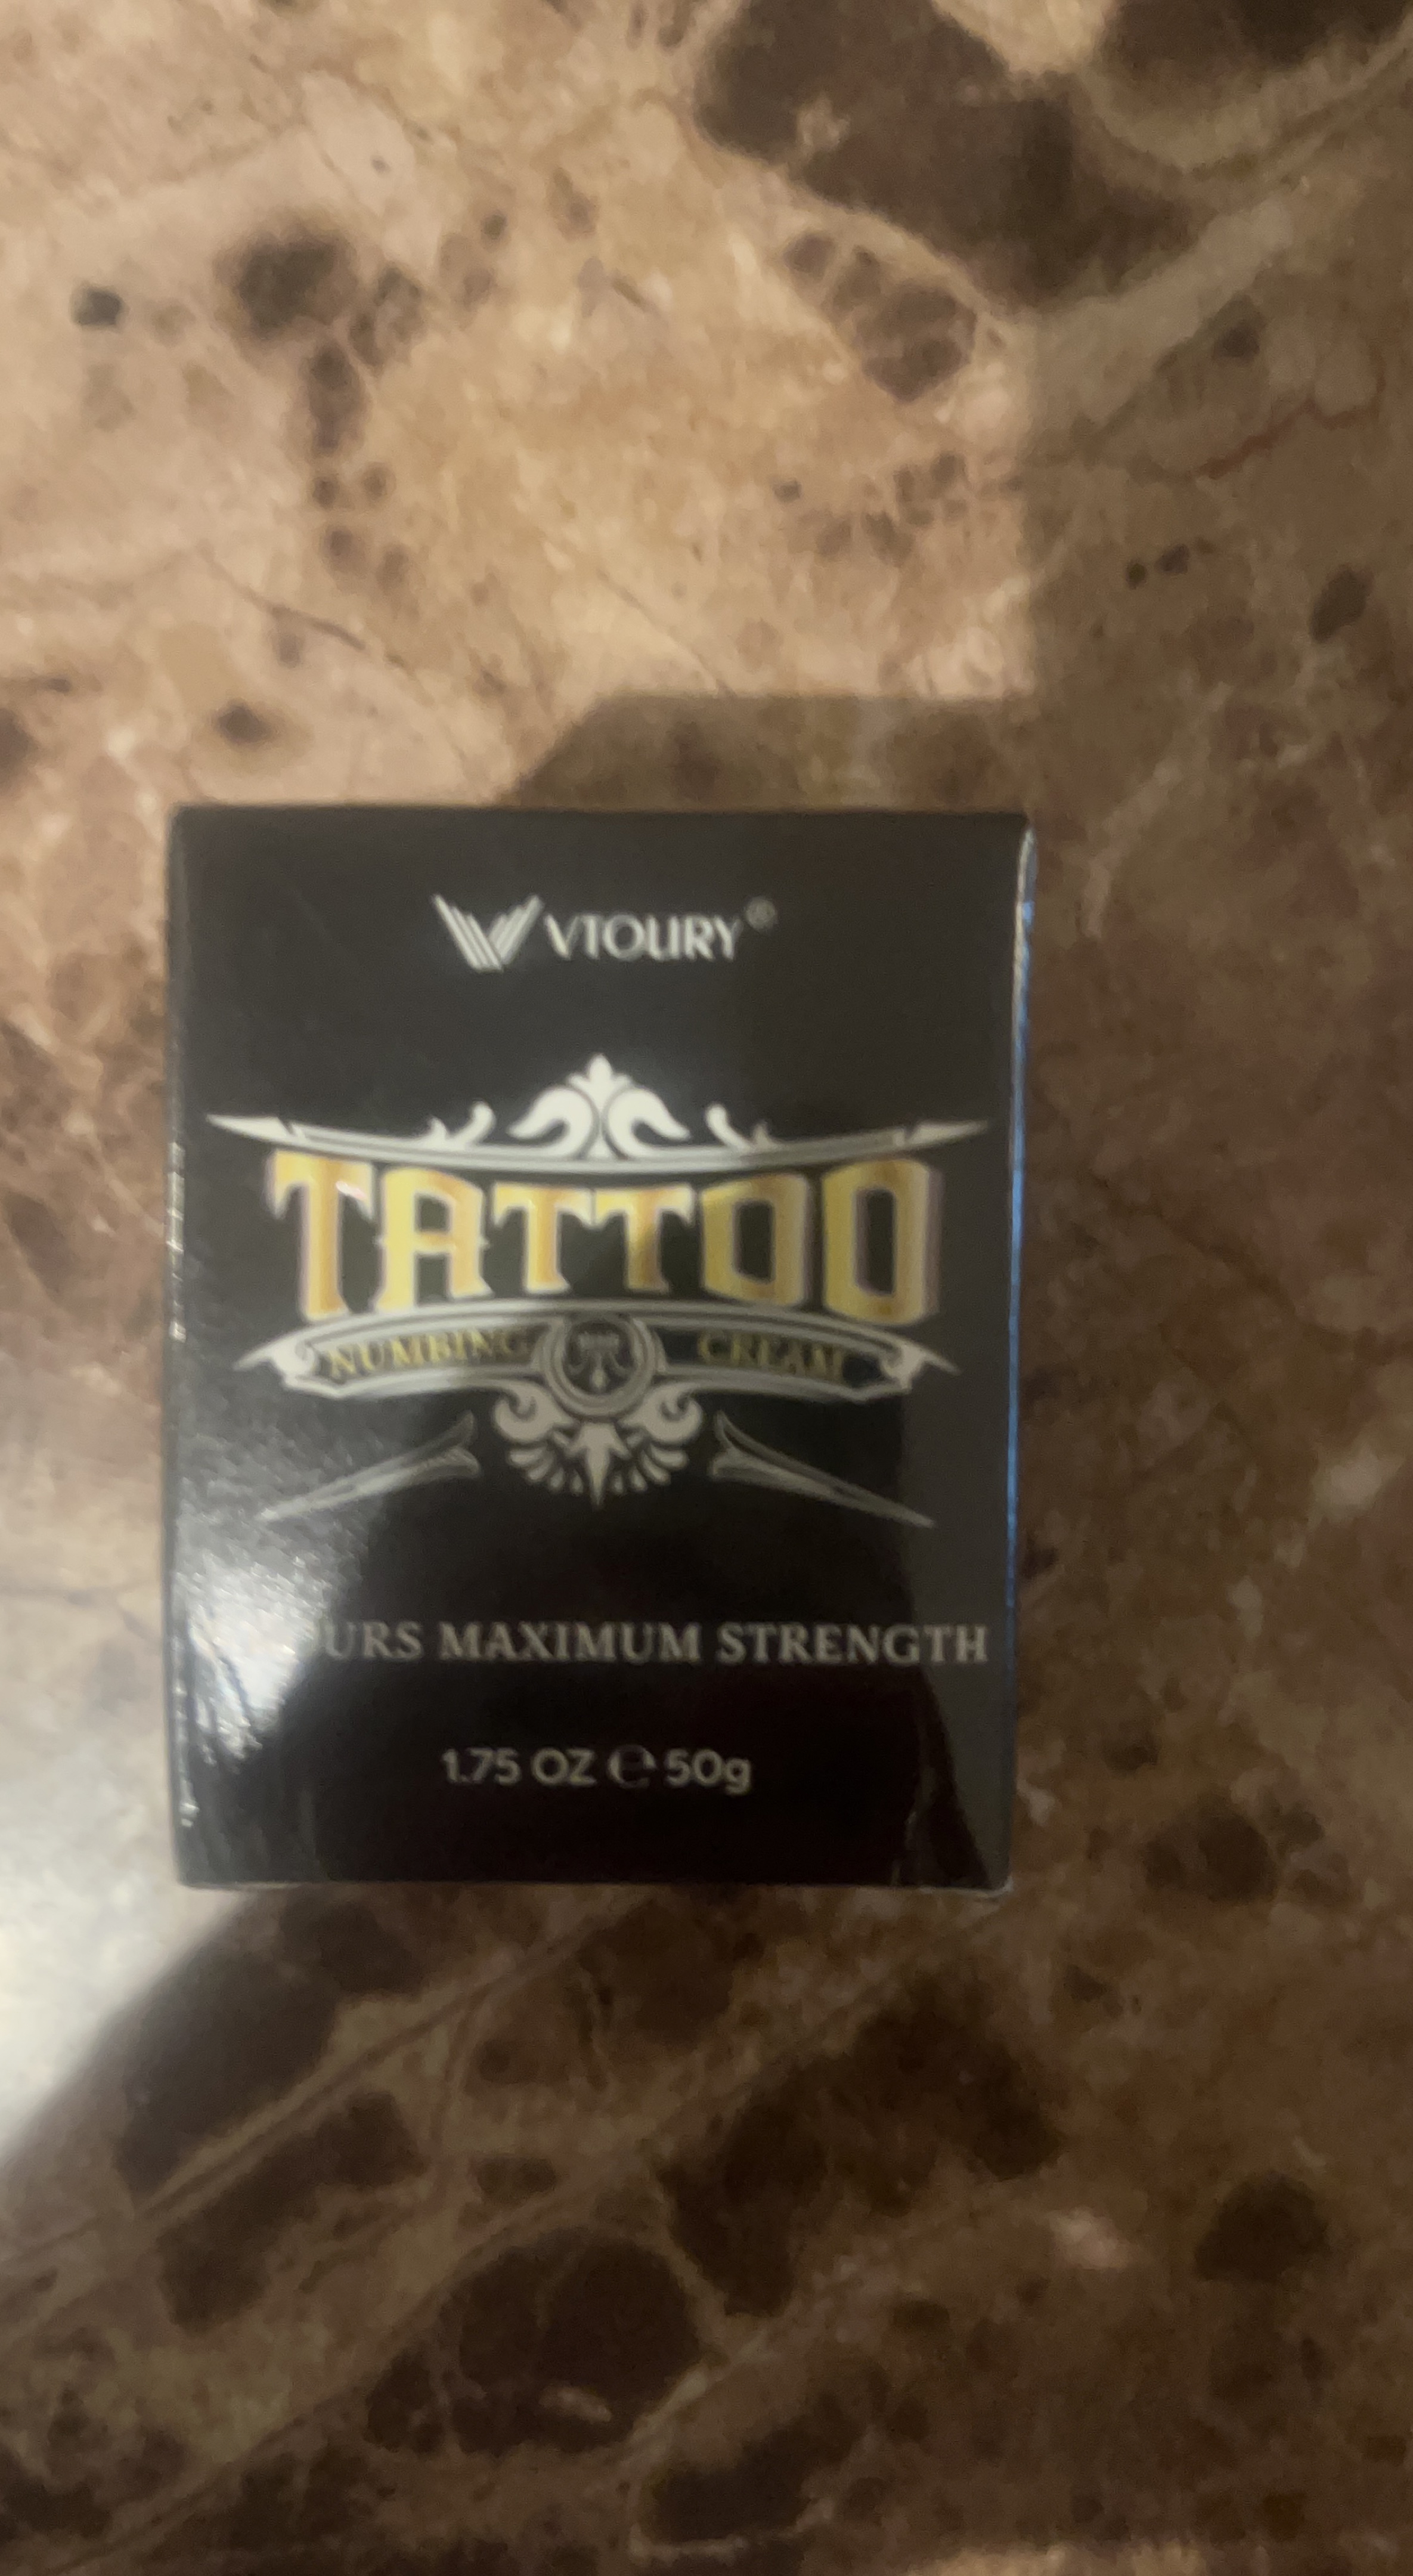 VTOURY®
TATTOO
NUMBING CREAM
URS MAXIMUM STRENGTH
1.75 OZ ℮ 50g